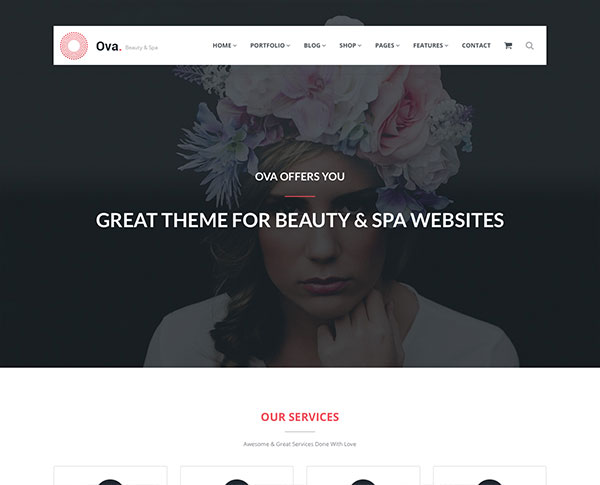 Ova. Beauty & Spa
HOME PORTFOLIO BLOG SHOP PAGES FEATURES CONTACT
OVA OFFERS YOU
GREAT THEME FOR BEAUTY & SPA WEBSITES
OUR SERVICES
Awesome & Great Services Done With Love